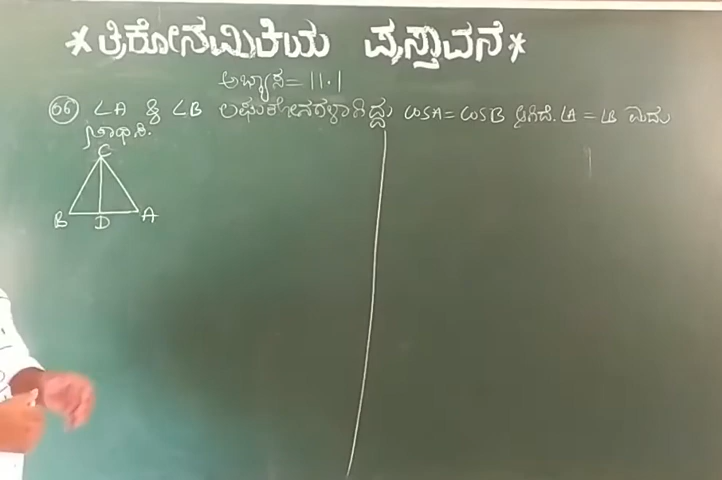 *ತ್ರಿಕೋನಮಿತಿಯ ಪ್ರಸ್ತಾವನೆ*
ಅಭ್ಯಾಸ=11.1
06 ∠A & ∠B ಲಘುಕೋನಗಳಾಗಿದ್ದು cosA=cosB ಆಗಿದೆ. ∠A = ∠B ಎಂದು
ಸಾಧಿಸಿ.
C
B D A